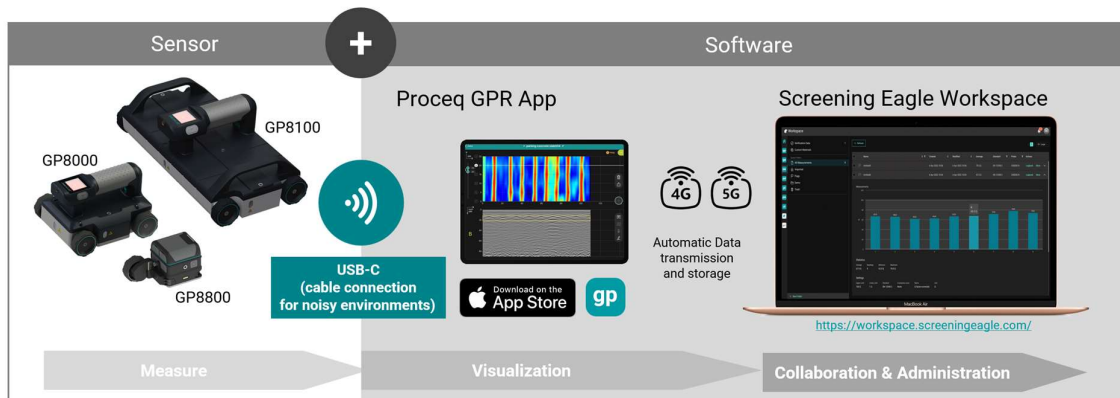 Sensor
+
Software
GP8100
GP8000
GP8800
USB-C
(cable connection
for noisy environments)
Proceq GPR App
Download on the
App Store
gp
4G
5G
Automatic Data
transmission
and storage
Screening Eagle Workspace
Workspace
MacBook Air
https://workspace.screeningeagle.com/
Measure
Visualization
Collaboration & Administration